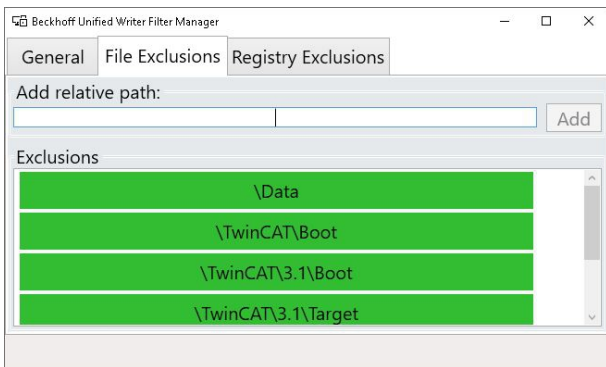 Beckhoff Unified Writer Filter Manager
General File Exclusions Registry Exclusions
Add relative path:
Add
Exclusions
\Data
\TwinCAT\Boot
\TwinCAT\3.1\Boot
\TwinCAT\3.1\Target